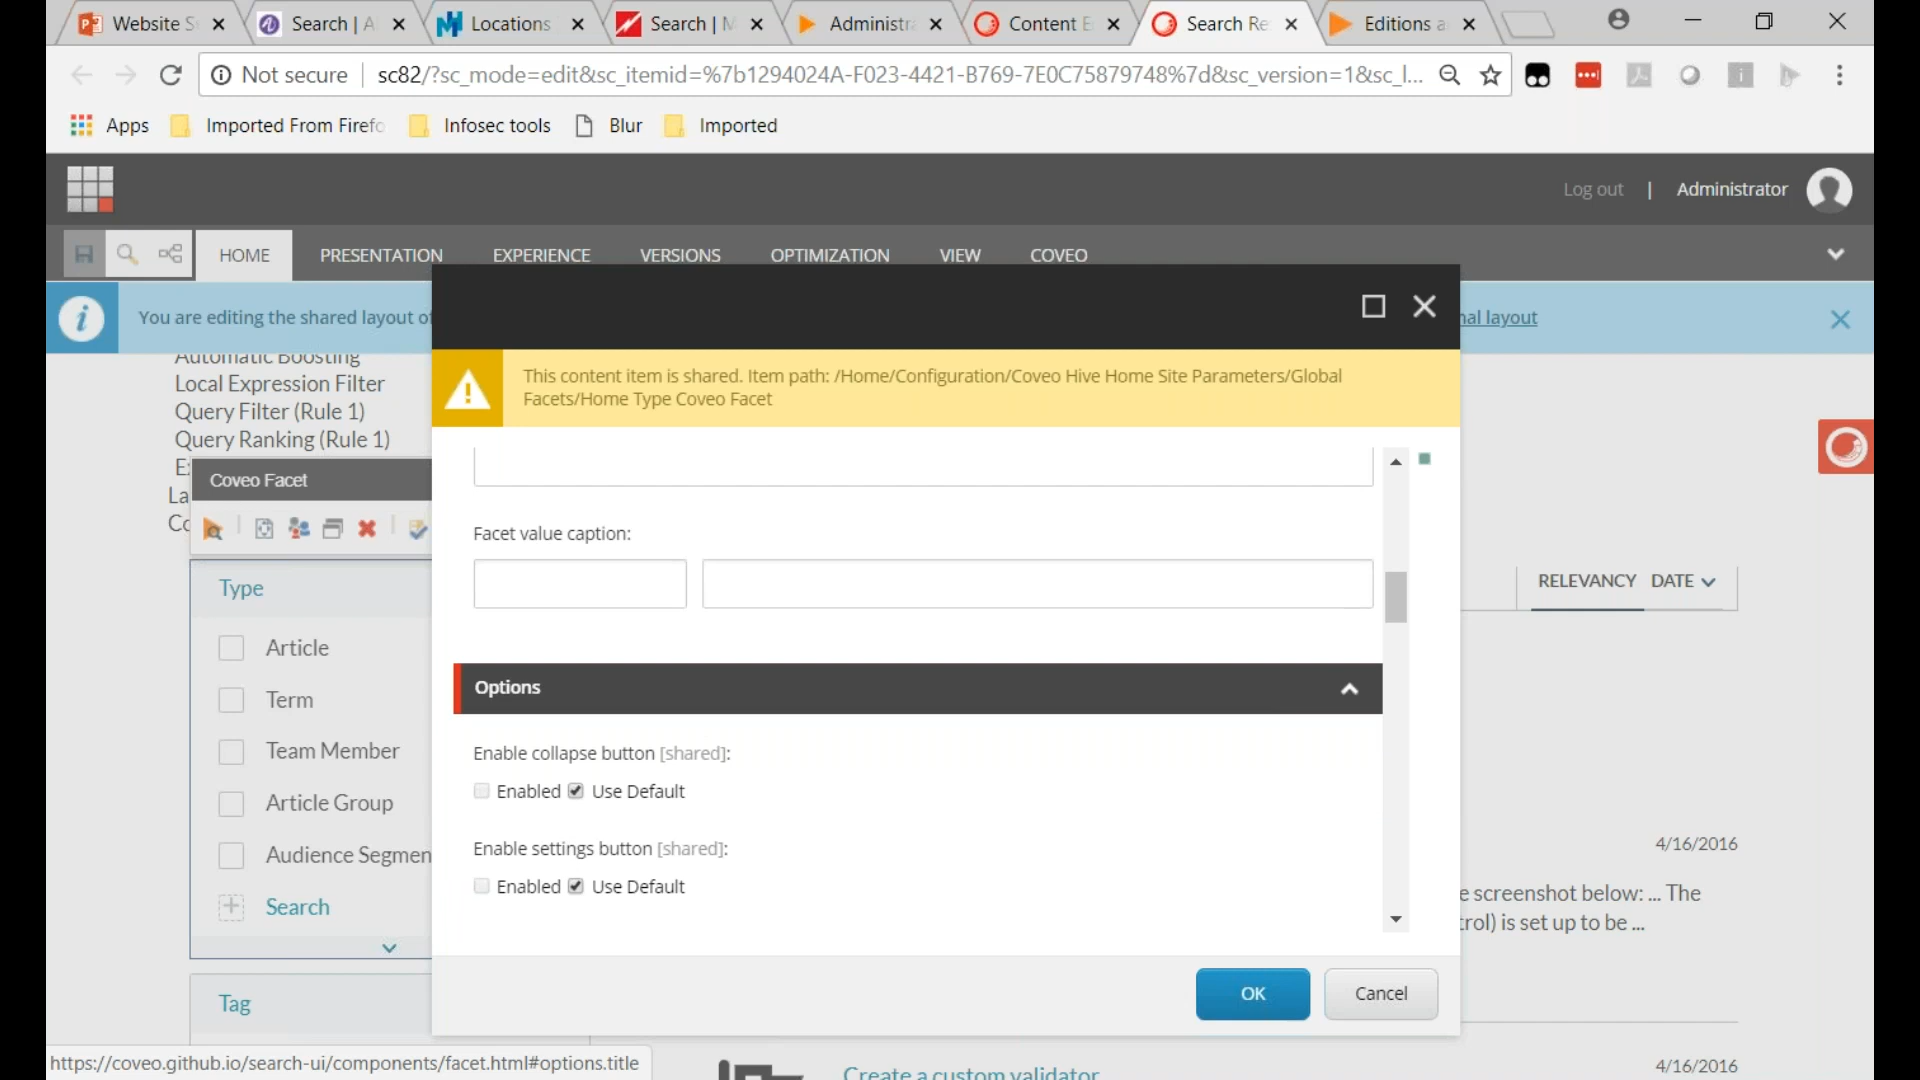 Website S
Search | A
Locations
Search | M
Administra
Content E
Search Re
Editions a
Not secure
sc82/?sc_mode=edit&sc_itemid=%7b1294024A-F023-4421-B769-7E0C75879748%7d&sc_version=1&sc_l...
Apps
Imported From Firefo
Infosec tools
Blur
Imported
Log out | Administrator
HOME
PRESENTATION
EXPERIENCE
VERSIONS
OPTIMIZATION
VIEW
COVEO
You are editing the shared layout of
nal layout
This content item is shared. Item path: /Home/Configuration/Coveo Hive Home Site Parameters/Global
Facets/Home Type Coveo Facet
Automatic Boosting
Local Expression Filter
Query Filter (Rule 1)
Query Ranking (Rule 1)
Coveo Facet
La
Type
Article
Term
Team Member
Article Group
Audience Segmen
Search
Tag
Facet value caption:
Options
Enable collapse button [shared]:
Enabled Use Default
Enable settings button [shared]:
Enabled Use Default
OK
Cancel
RELEVANCY DATE
4/16/2016
e screenshot below: ... The
trol) is set up to be ...
4/16/2016
Create a custom validator
https://coveo.github.io/search-ui/components/facet.html#options.title